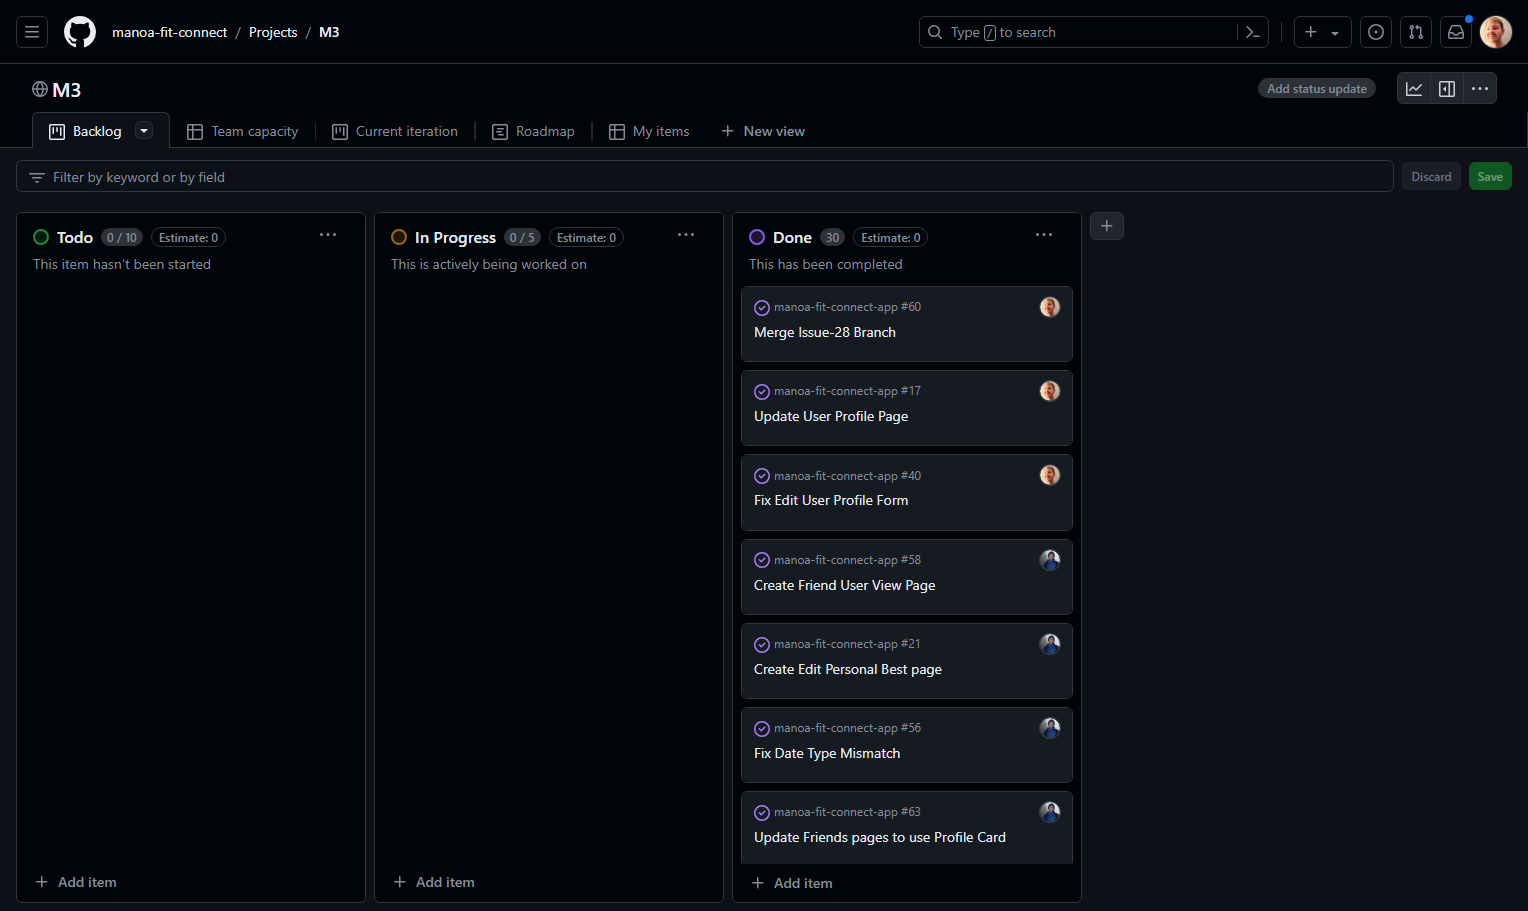 manoa-fit-connect / Projects / M3
Type / to search
M3
Add status update
Backlog
Team capacity
Current iteration
Roadmap
My items
New view
Filter by keyword or by field
Discard
Save
Todo 0 / 10 Estimate: 0
This item hasn't been started
Add item
In Progress 0 / 5 Estimate: 0
This is actively being worked on
Add item
Done 30 Estimate: 0
This has been completed
manoa-fit-connect-app #60
Merge Issue-28 Branch
manoa-fit-connect-app #17
Update User Profile Page
manoa-fit-connect-app #40
Fix Edit User Profile Form
manoa-fit-connect-app #58
Create Friend User View Page
manoa-fit-connect-app #21
Create Edit Personal Best page
manoa-fit-connect-app #56
Fix Date Type Mismatch
manoa-fit-connect-app #63
Update Friends pages to use Profile Card
Add item